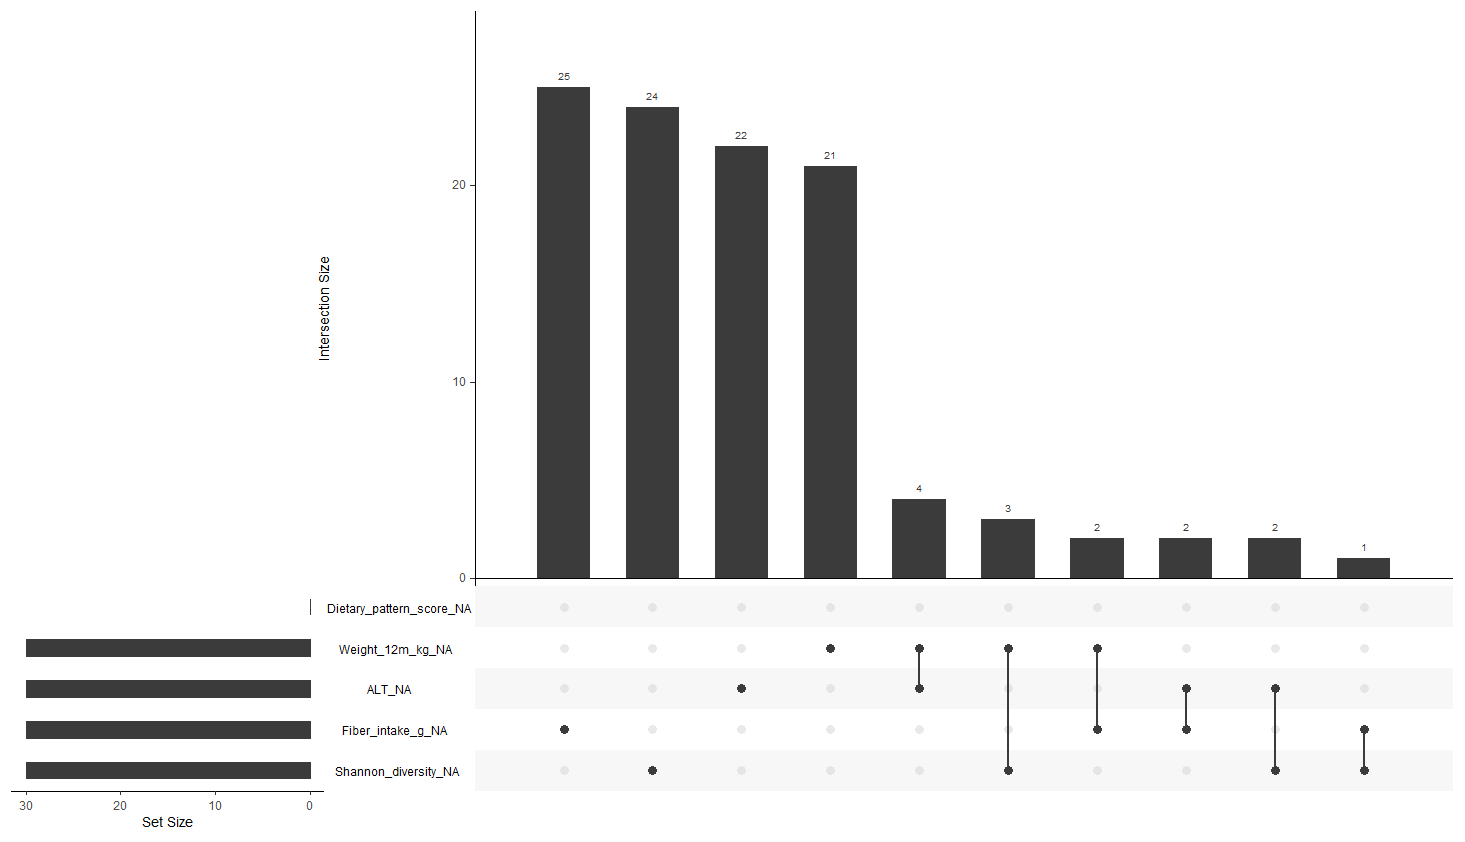 25
24
22
21
4
3
2
2
2
1
20
10
0
Intersection Size
Dietary_pattern_score_NA
Weight_12m_kg_NA
ALT_NA
Fiber_intake_g_NA
Shannon_diversity_NA
30 20 10 0
Set Size